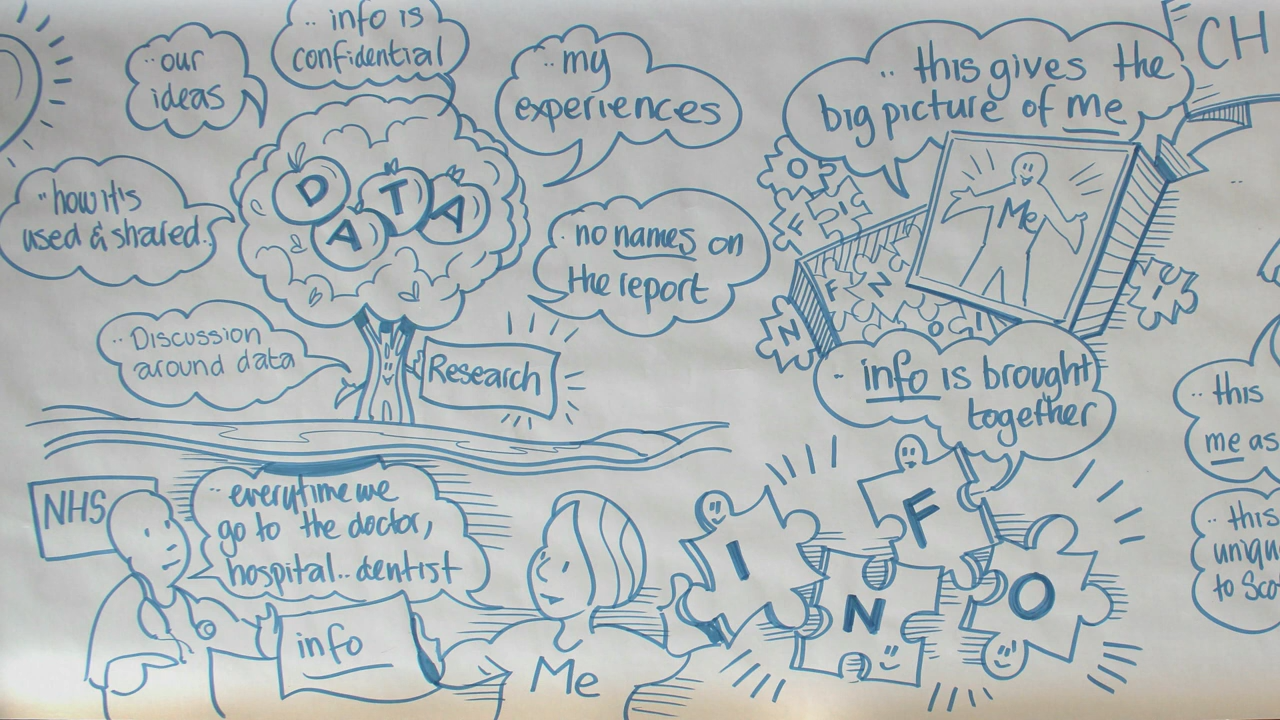 .. our
ideas
.. info is
confidential
.. my
experiences
.. how it's
used & shared.
DATA
. no names on
the report
.. Discussion
around data
Research
.. this gives the
big picture of me
CH
Me
O
F
BIG
F
Z
N
.. info is brought
together
NHS
.. everytime we
go to the doctor,
hospital.. dentist
info
Me
I
N
F
O
.. this
me as
.. this
to